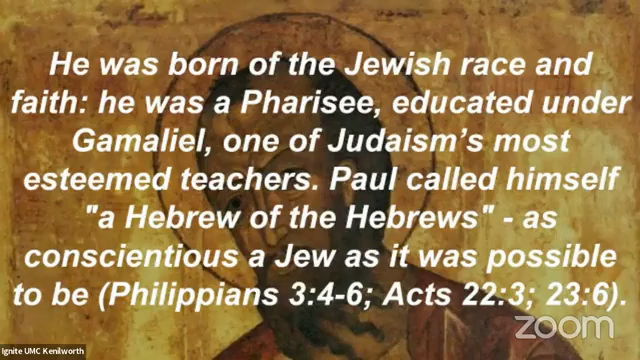 He was born of the Jewish race and
faith: he was a Pharisee, educated under
Gamaliel, one of Judaism’s most
esteemed teachers. Paul called himself
"a Hebrew of the Hebrews" - as
conscientious a Jew as it was possible
to be (Philippians 3:4-6; Acts 22:3; 23:6).
zoom
Ignite UMC Kenilworth